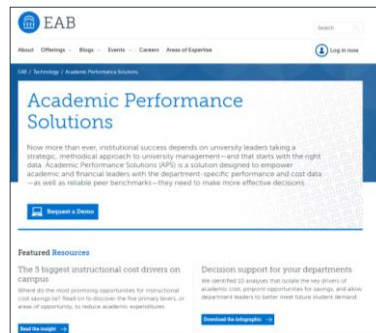 EAB
Search
About Offerings Blogs Events Careers Areas of Expertise
Log in now
EAB / Technology / Academic Performance Solutions
Academic Performance
Solutions
Now more than ever, institutional success depends on university leaders taking a
strategic, methodical approach to university management—and that starts with the right
data. Academic Performance Solutions (APS) is a solution designed to empower
academic and financial leaders with the department-specific performance and cost data
—as well as reliable peer benchmarks—they need to make more effective decisions.
Request a Demo
Featured Resources
The 5 biggest instructional cost drivers on
campus
Where do the most promising opportunities for instructional
cost savings lie? Read on to discover the five primary levers, or
areas of opportunity, to reduce academic expenditures.
Read the insight
Decision support for your departments
We identified 10 analyses that isolate the key drivers of
academic cost, pinpoint opportunities for savings, and allow
department leaders to better meet future student demand.
Download the infographic